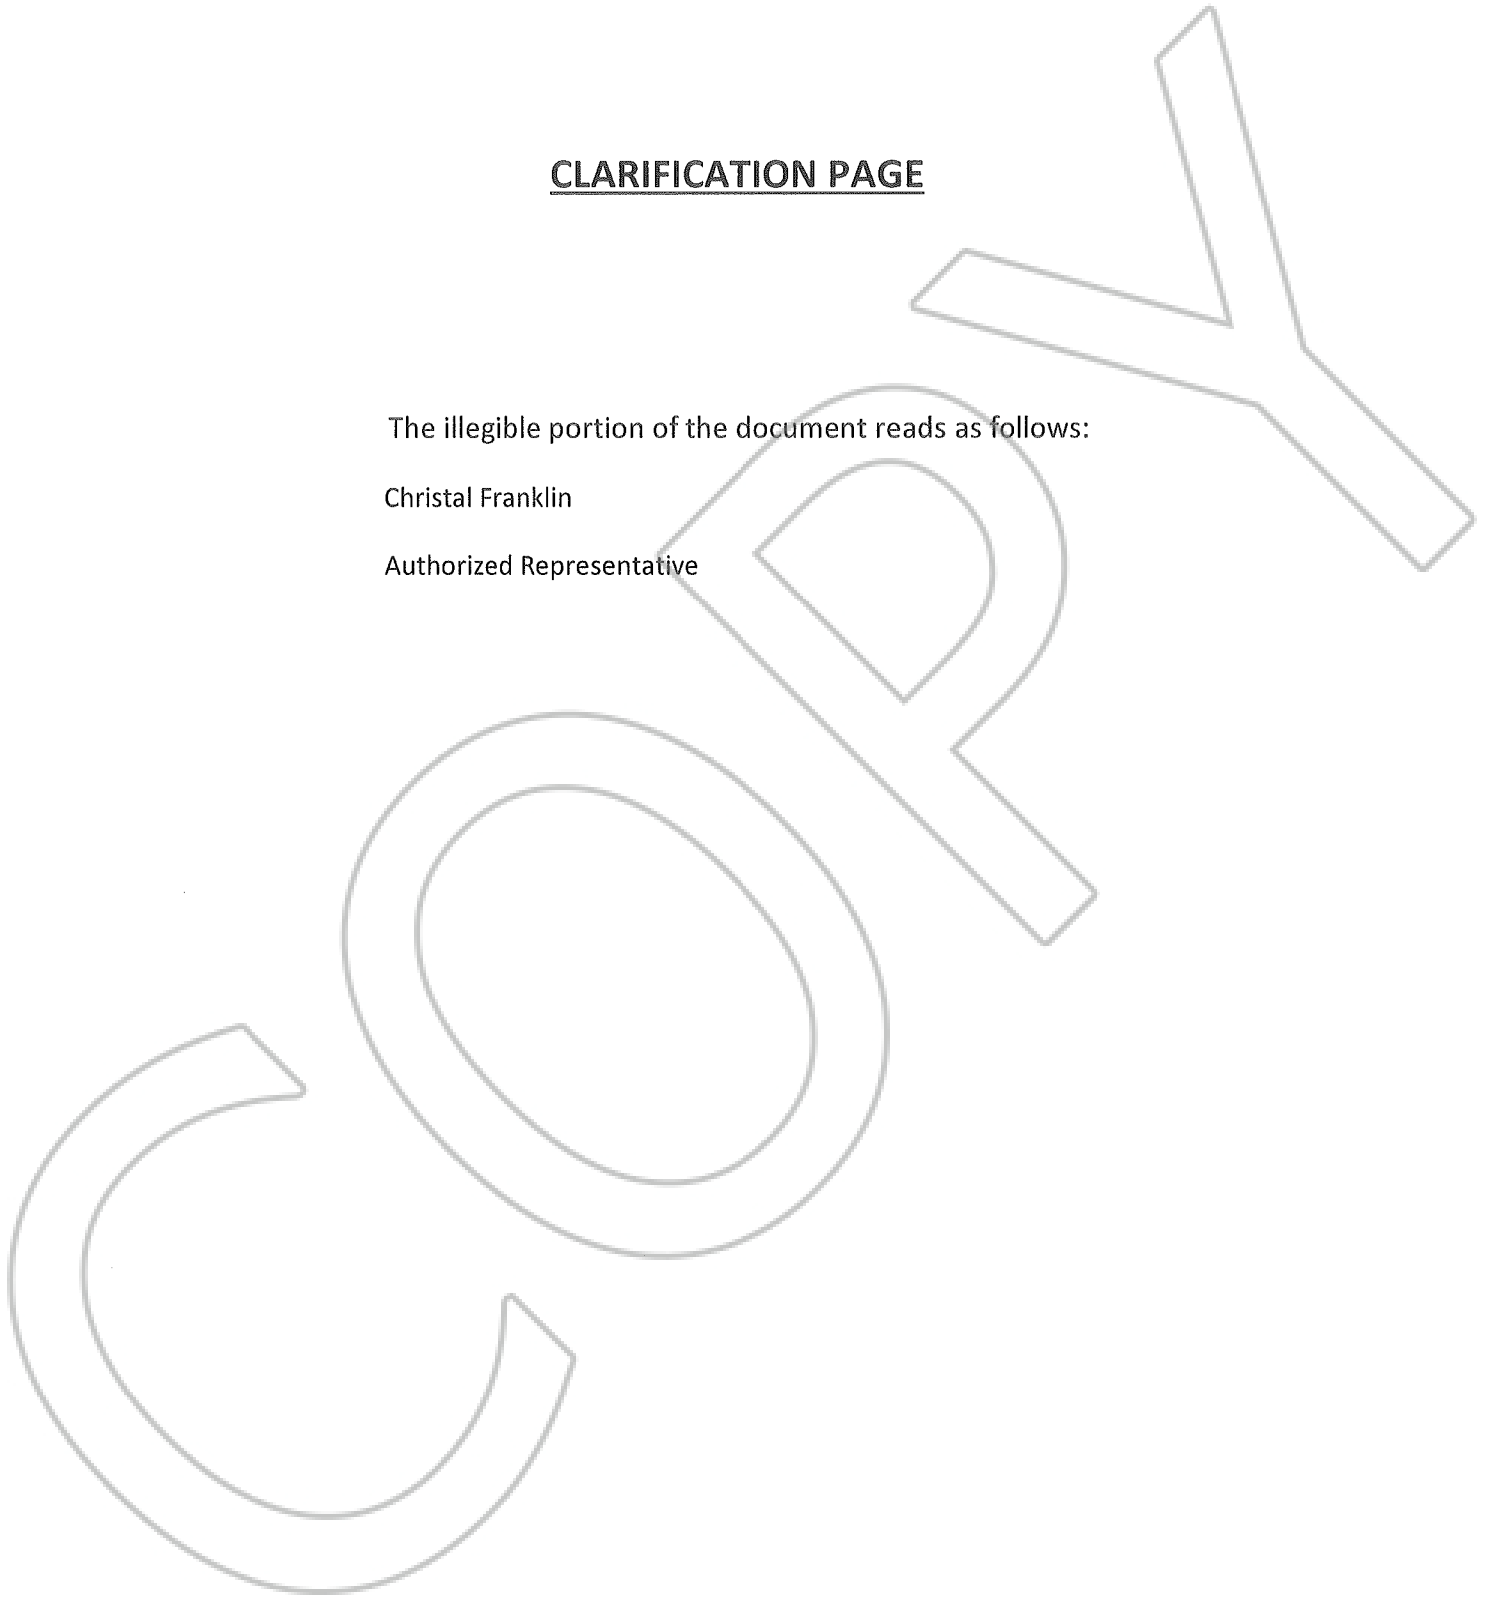 CLARIFICATION PAGE
The illegible portion of the document reads as follows:
Christal Franklin
Authorized Representative
COPY